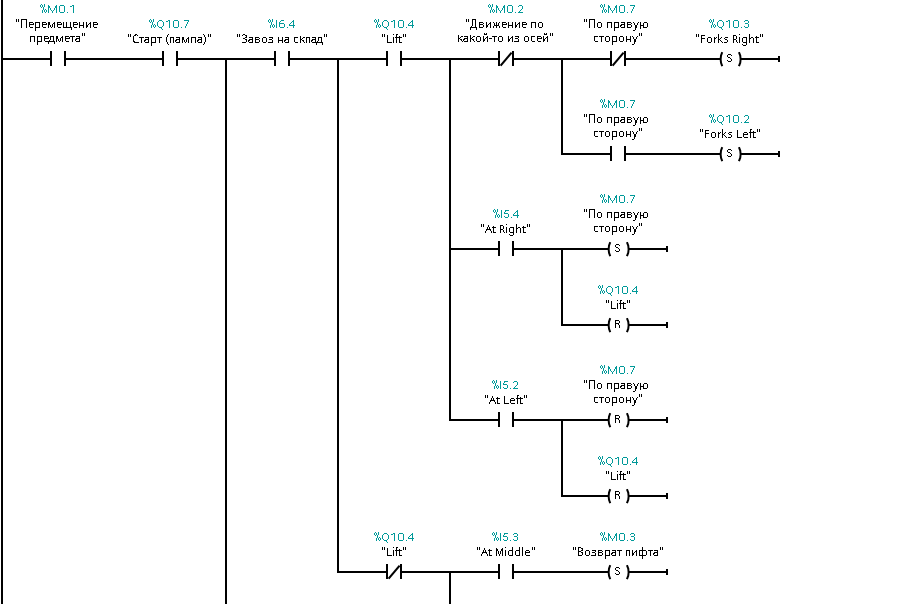 %M0.1
"Перемещение
предмета"
%Q10.7
"Старт (лампа)"
%I6.4
"Завоз на склад"
%Q10.4
"Lift"
%M0.2
"Движение по
какой-то из осей"
%M0.7
"По правую
сторону"
%Q10.3
"Forks Right"
S
%M0.7
"По правую
сторону"
%Q10.2
"Forks Left"
S
%I5.4
"At Right"
%M0.7
"По правую
сторону"
S
%Q10.4
"Lift"
R
%I5.2
"At Left"
%M0.7
"По правую
сторону"
R
%Q10.4
"Lift"
R
%Q10.4
"Lift"
%I5.3
"At Middle"
%M0.3
"Возврат лифта"
S